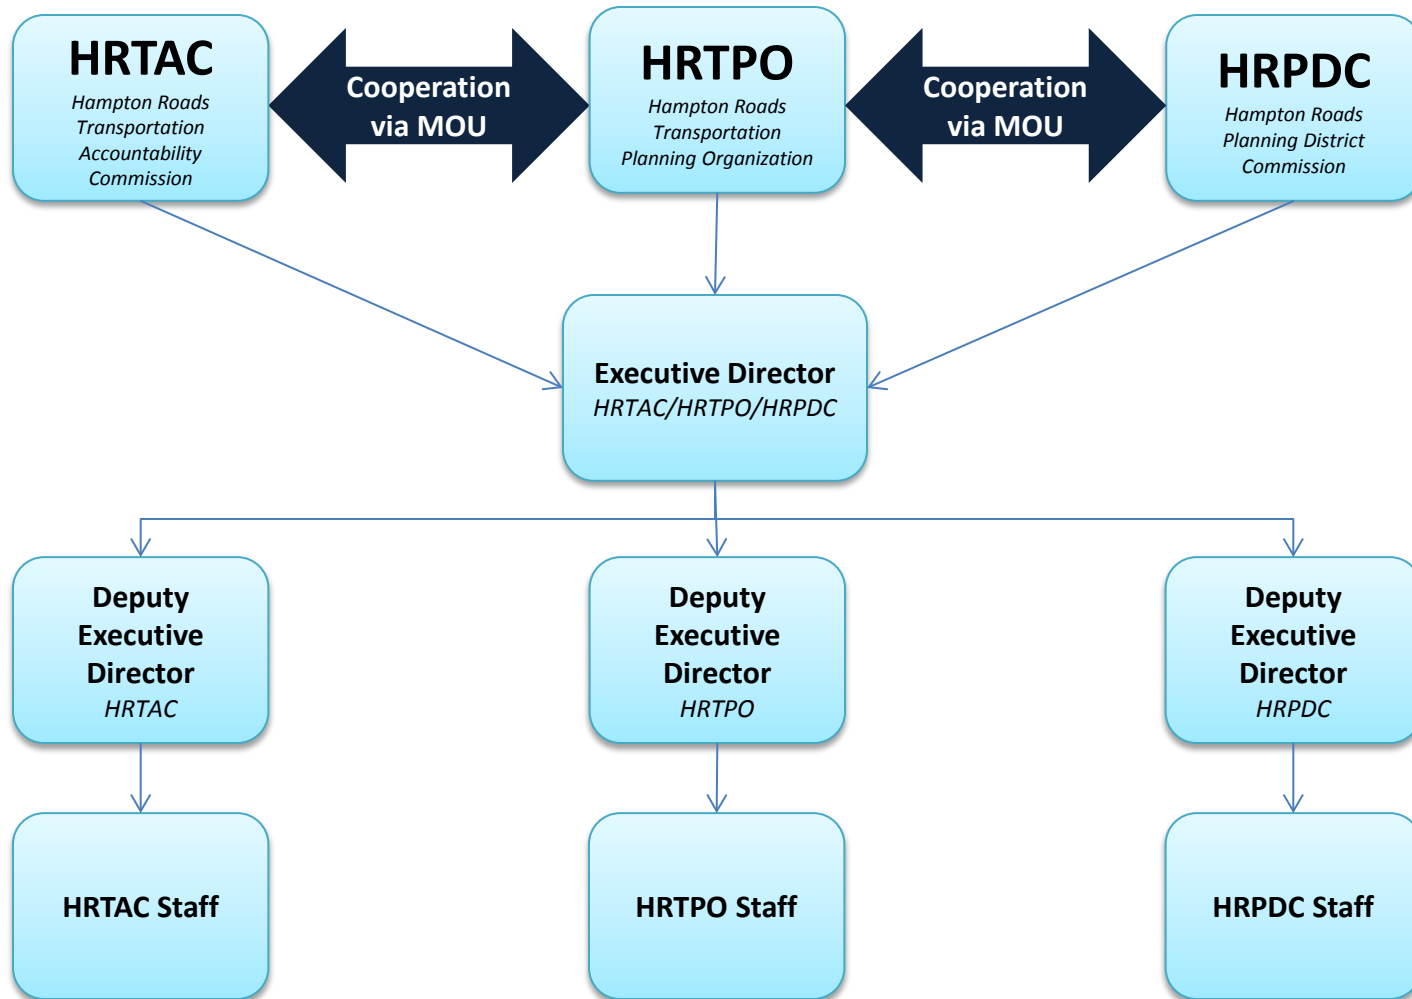 HRTAC
Hampton Roads
Transportation
Accountability
Commission
Cooperation
via MOU
HRTPO
Hampton Roads
Transportation
Planning Organization
Cooperation
via MOU
HRPDC
Hampton Roads
Planning District
Commission
Executive Director
HRTAC/HRTPO/HRPDC
Deputy
Executive
Director
HRTAC
Deputy
Executive
Director
HRTPO
Deputy
Executive
Director
HRPDC
HRTAC Staff
HRTPO Staff
HRPDC Staff